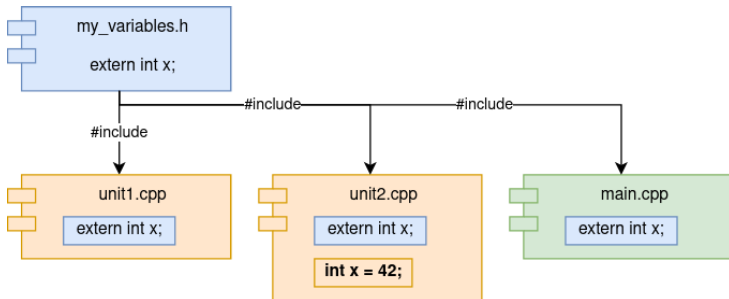 my_variables.h
extern int x;
#include
#include
#include
unit1.cpp
extern int x;
unit2.cpp
extern int x;
int x = 42;
main.cpp
extern int x;